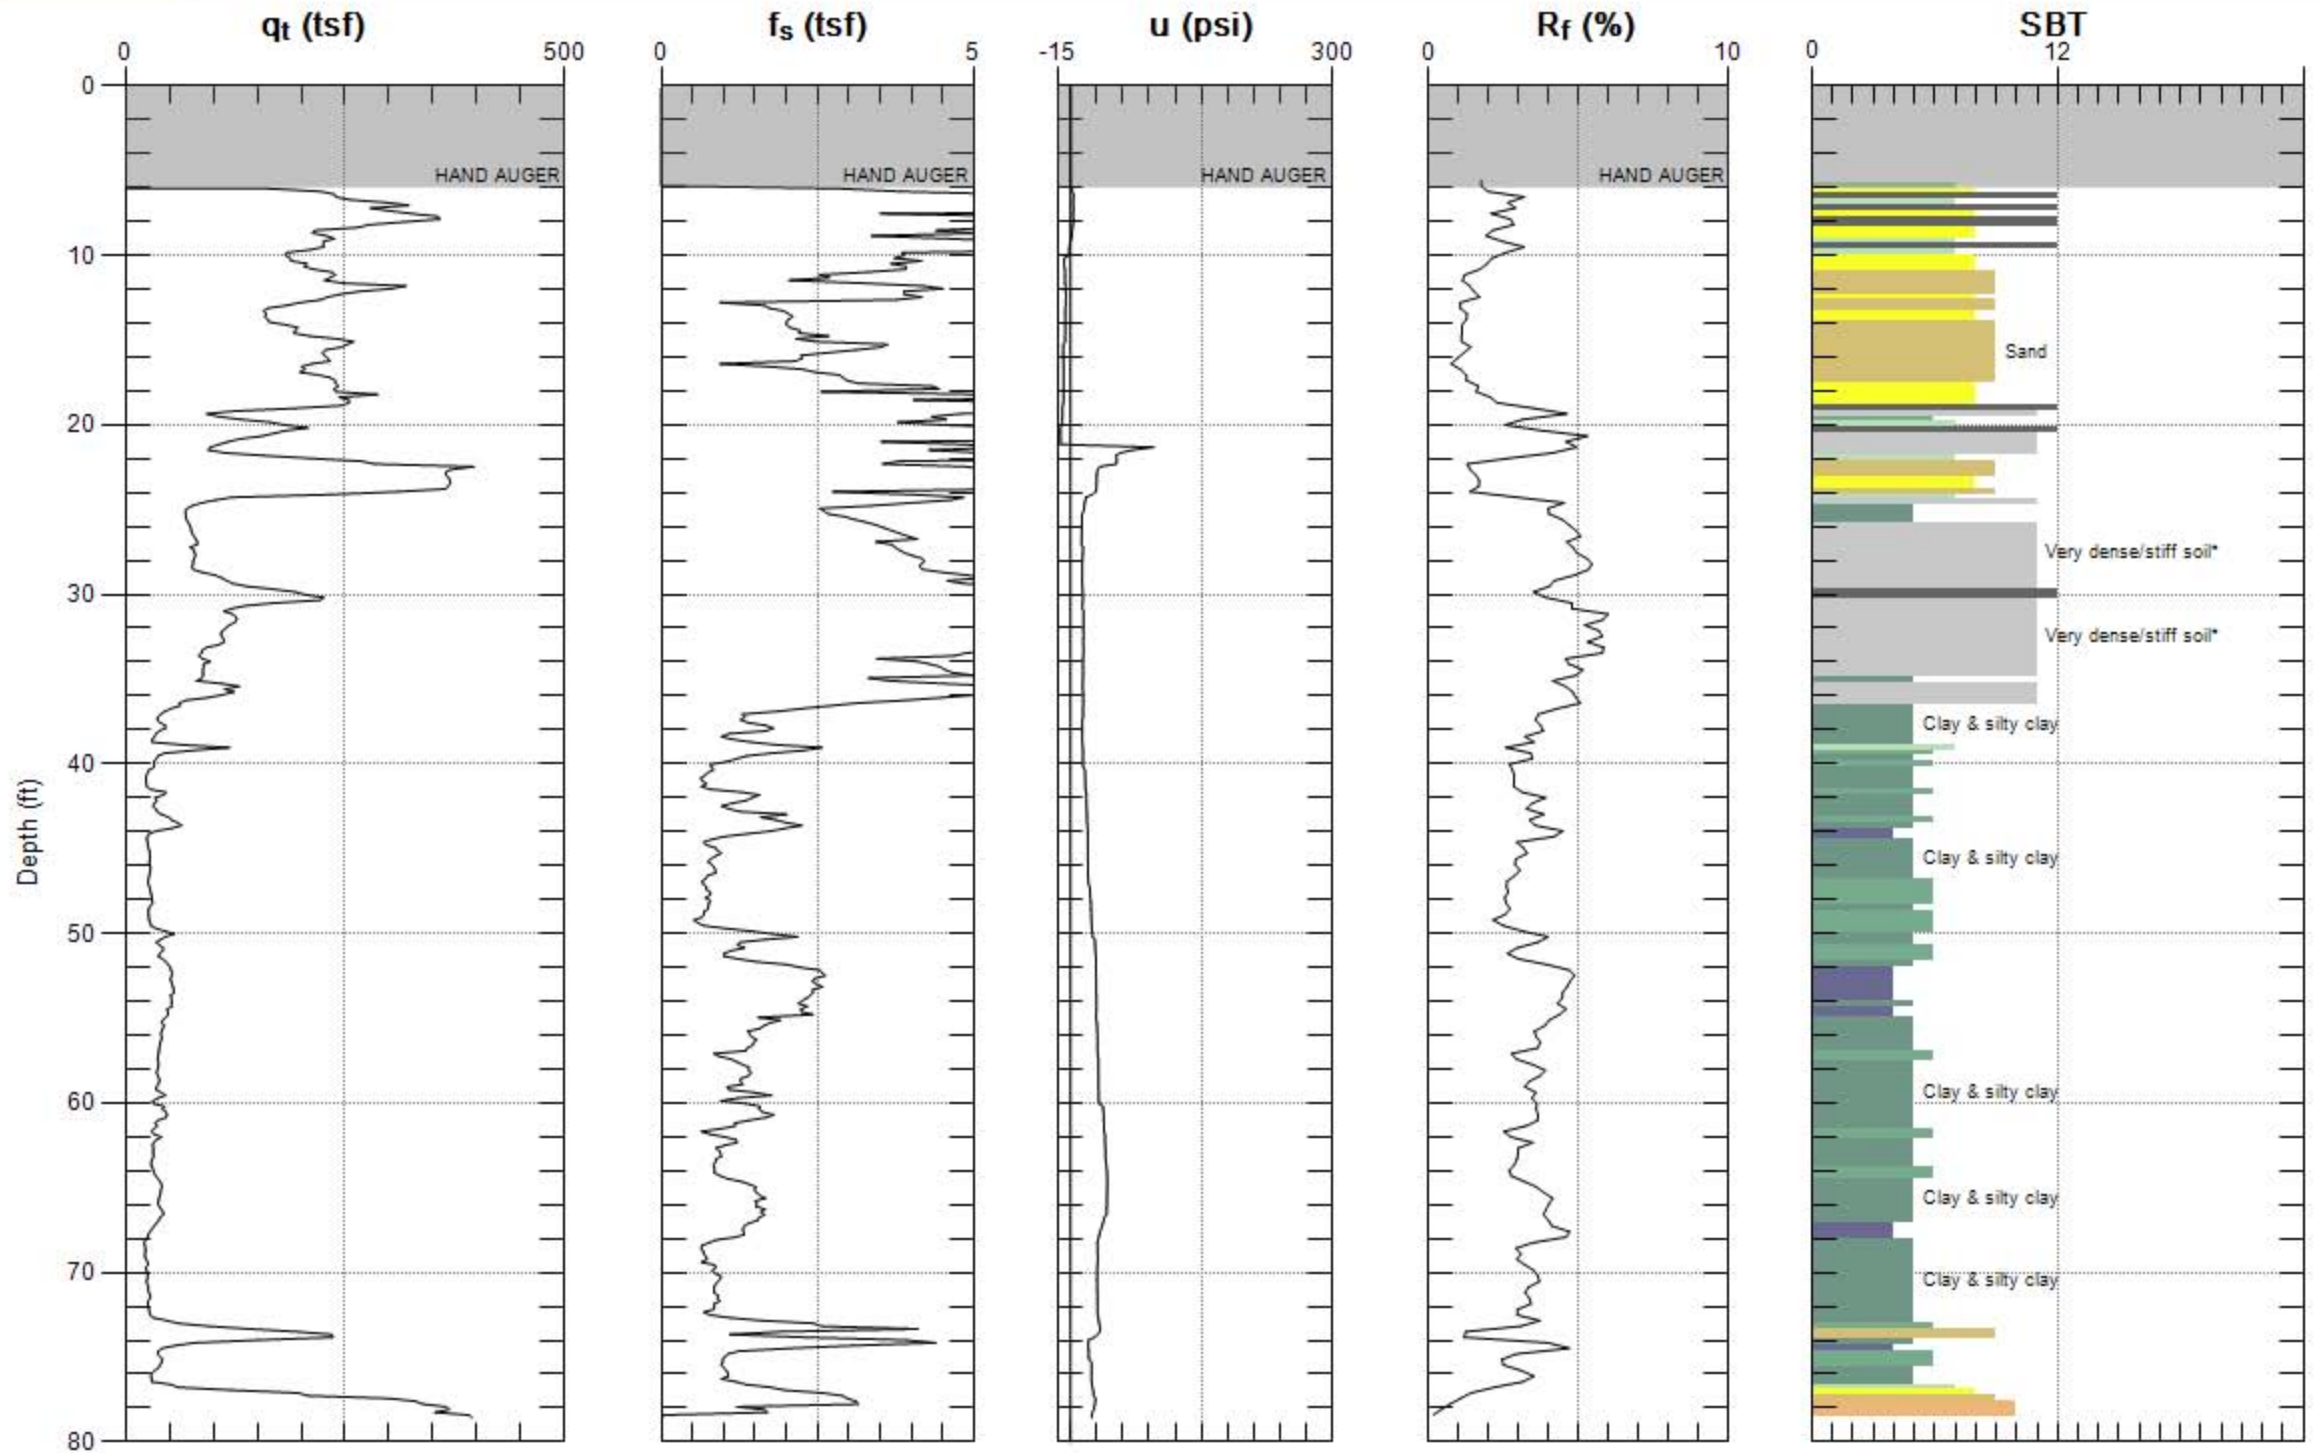 qt (tsf) fs (tsf) u (psi) Rf (%) SBT
0 500 0 5 -15 300 0 10 0 12
0
HAND AUGER HAND AUGER HAND AUGER HAND AUGER
10
Sand
20
Very dense/stiff soil*
30
Very dense/stiff soil*
Clay & silty clay
40
Depth (ft)
Clay & silty clay
50
Clay & silty clay
60
Clay & silty clay
70
Clay & silty clay
80